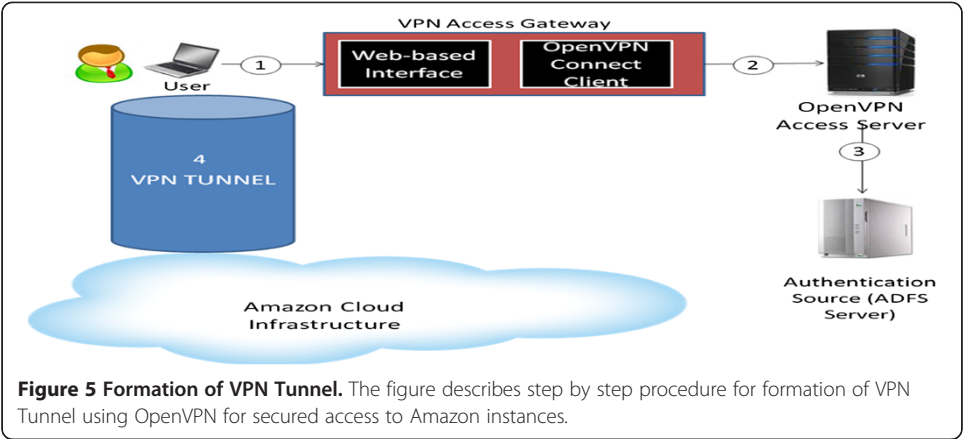 VPN Access Gateway
User
1
Web-based
Interface
OpenVPN
Connect
Client
2
OpenVPN
Access Server
3
Authentication
Source (ADFS
Server)
4
VPN TUNNEL
Amazon Cloud
Infrastructure
Figure 5 Formation of VPN Tunnel. The figure describes step by step procedure for formation of VPN
Tunnel using OpenVPN for secured access to Amazon instances.